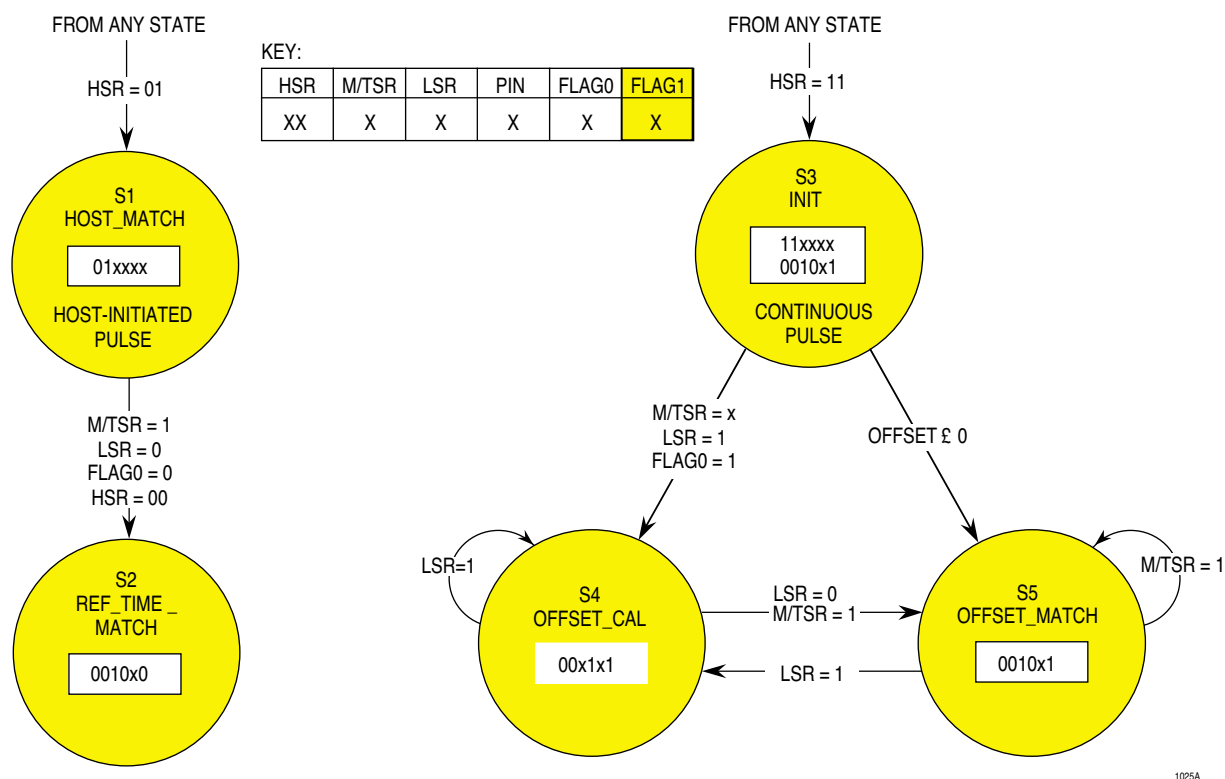 FROM ANY STATE
HSR = 01
KEY:
HSR M/TSR LSR PIN FLAG0 FLAG1
XX X X X X X
FROM ANY STATE
HSR = 11
S1
HOST_MATCH
01xxxx
HOST-INITIATED
PULSE
S3
INIT
11xxxx
0010x1
CONTINUOUS
PULSE
M/TSR = 1
LSR = 0
FLAG0 = 0
HSR = 00
M/TSR = x
LSR = 1
FLAG0 = 1
OFFSET £ 0
S2
REF_TIME _
MATCH
0010x0
LSR=1
S4
OFFSET_CAL
00x1x1
LSR = 0
M/TSR = 1
LSR = 1
S5
OFFSET_MATCH
0010x1
M/TSR = 1
1025A